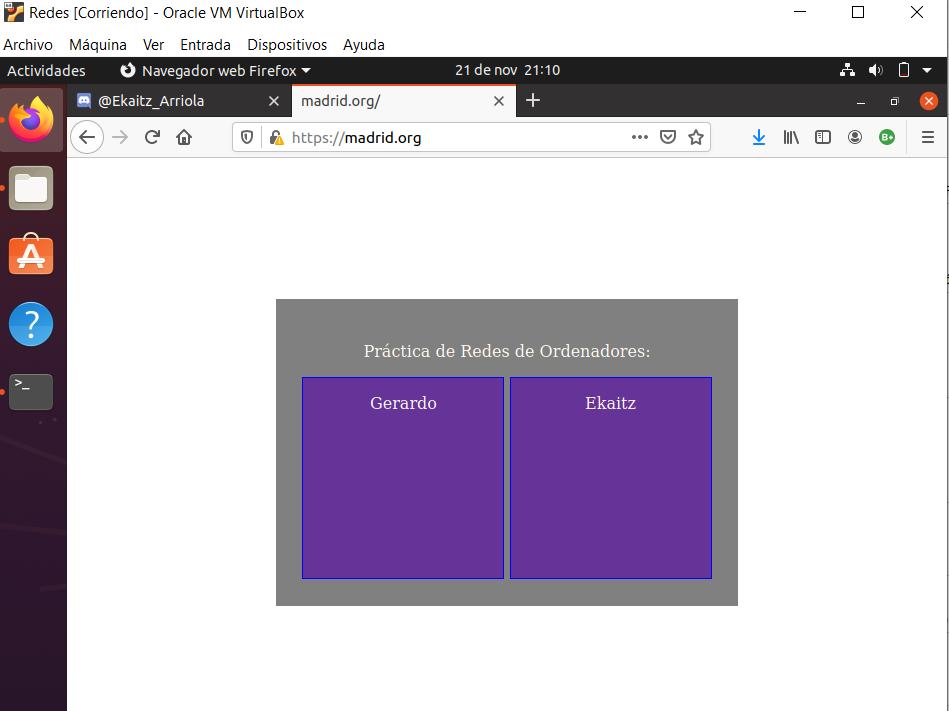 Redes [Corriendo] - Oracle VM VirtualBox
Archivo Máquina Ver Entrada Dispositivos Ayuda
Actividades Navegador web Firefox 21 de nov 21:10
@Ekaitz_Arriola madrid.org/
https://madrid.org
Práctica de Redes de Ordenadores:
Gerardo Ekaitz